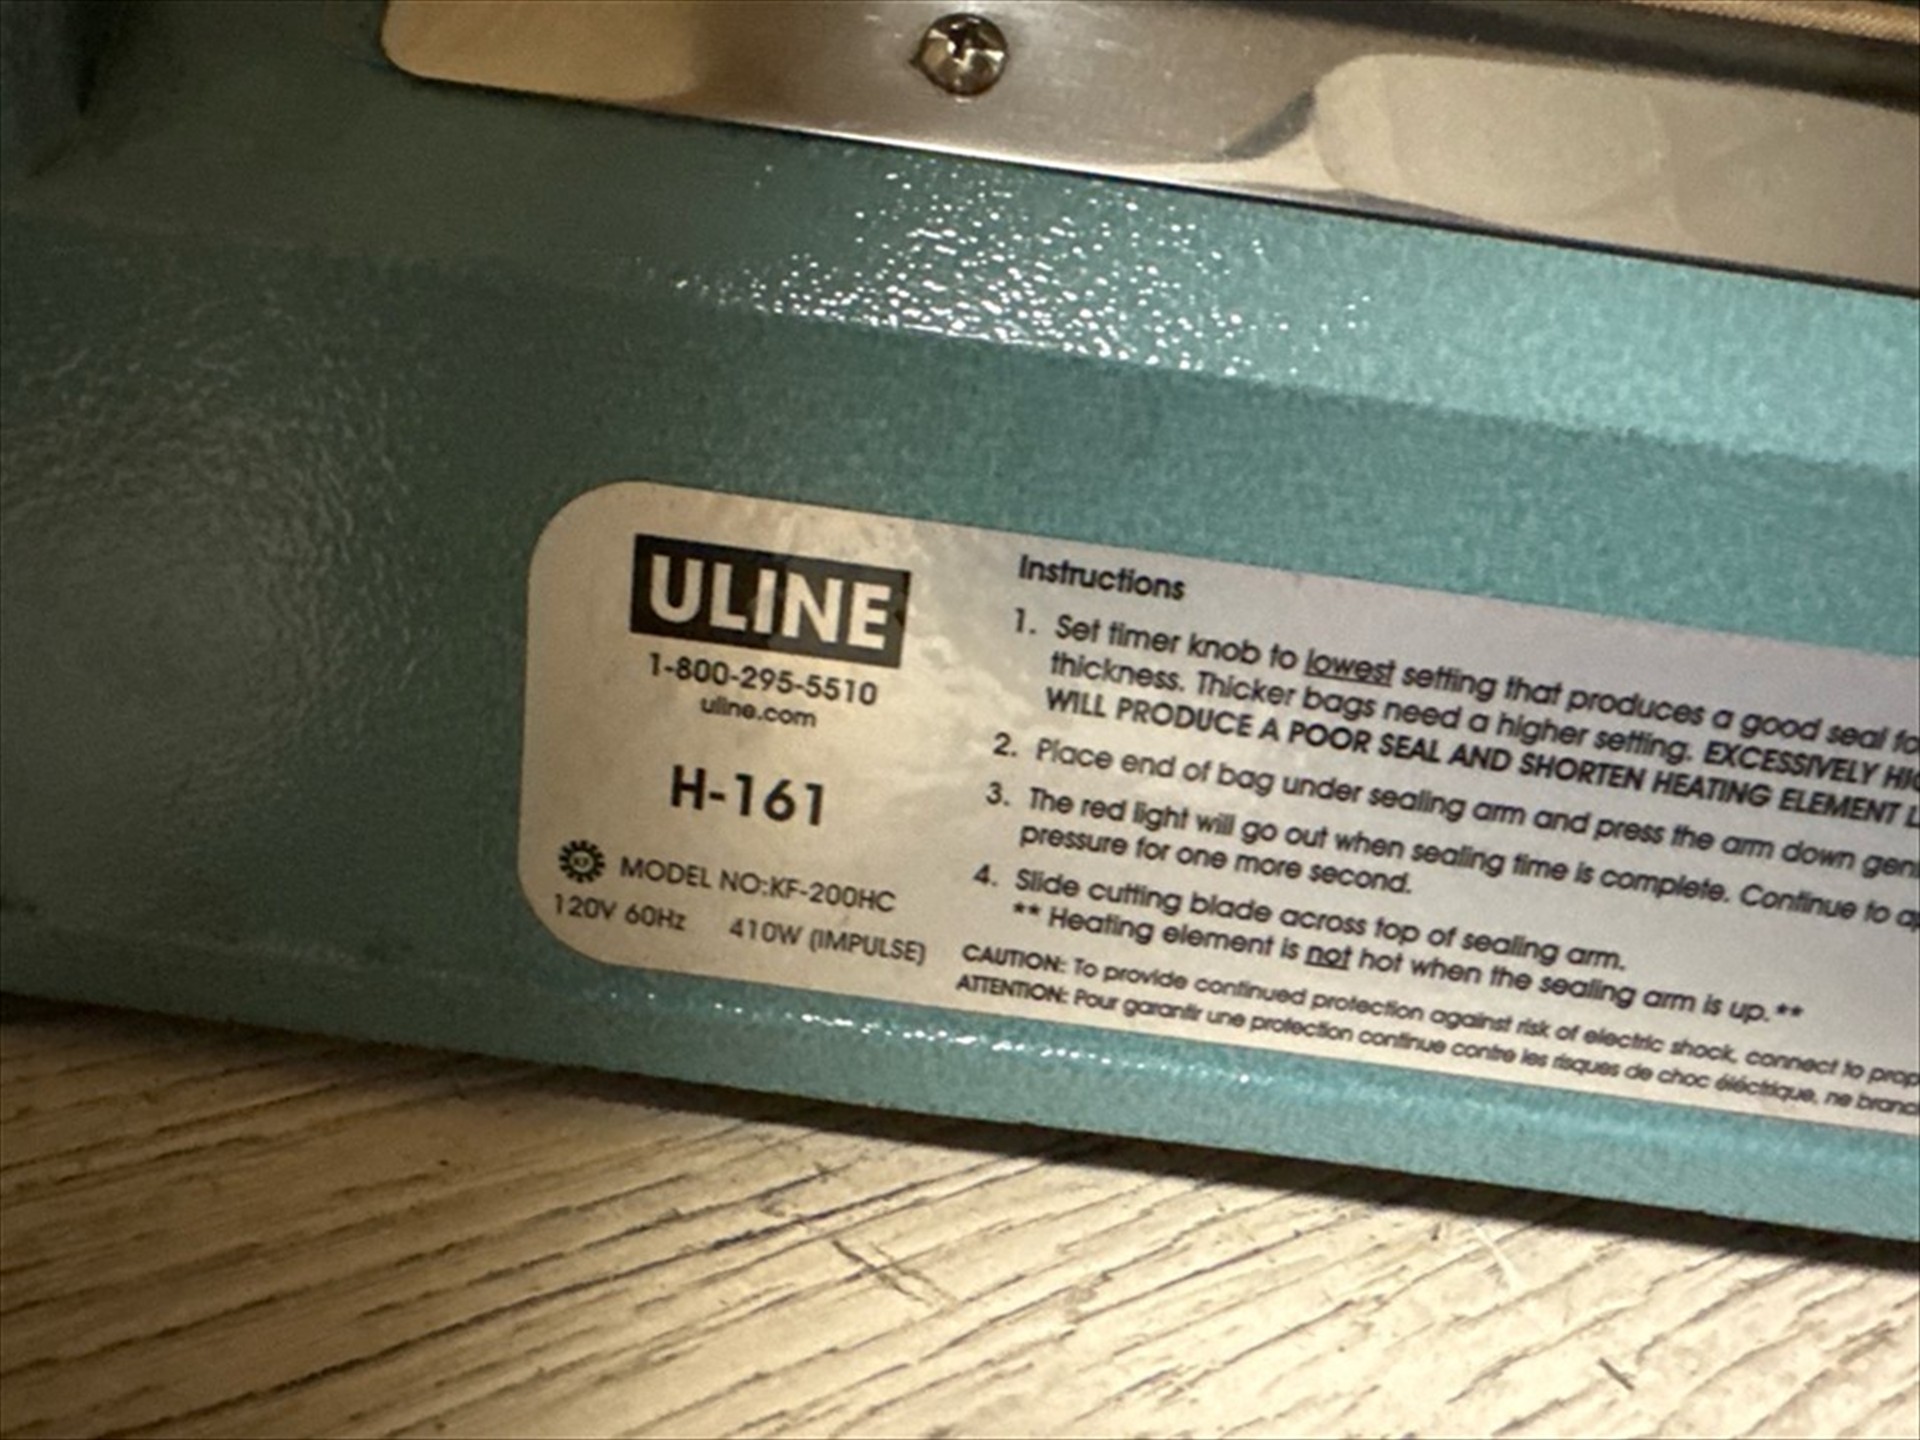 ULINE
1-800-295-5510
uline.com
H-161
KF MODEL NO:KF-200HC
120V 60Hz 410W (IMPULSE)
Instructions
1. Set timer knob to lowest setting that produces a good seal
thickness. Thicker bags need a higher setting. EXCESSIVELY
WILL PRODUCE A POOR SEAL AND SHORTEN HEATING ELEMENT
2. Place end of bag under sealing arm and press the arm down
3. The red light will go out when sealing time is complete. Continue to
pressure for one more second.
4. Slide cutting blade across top of sealing arm.
** Heating element is not hot when the sealing arm is up.**
CAUTION: To provide continued protection against risk of electric shock, connect to
ATTENTION: Pour garantir une protection continue contre les risques de choc éléctrique, ne